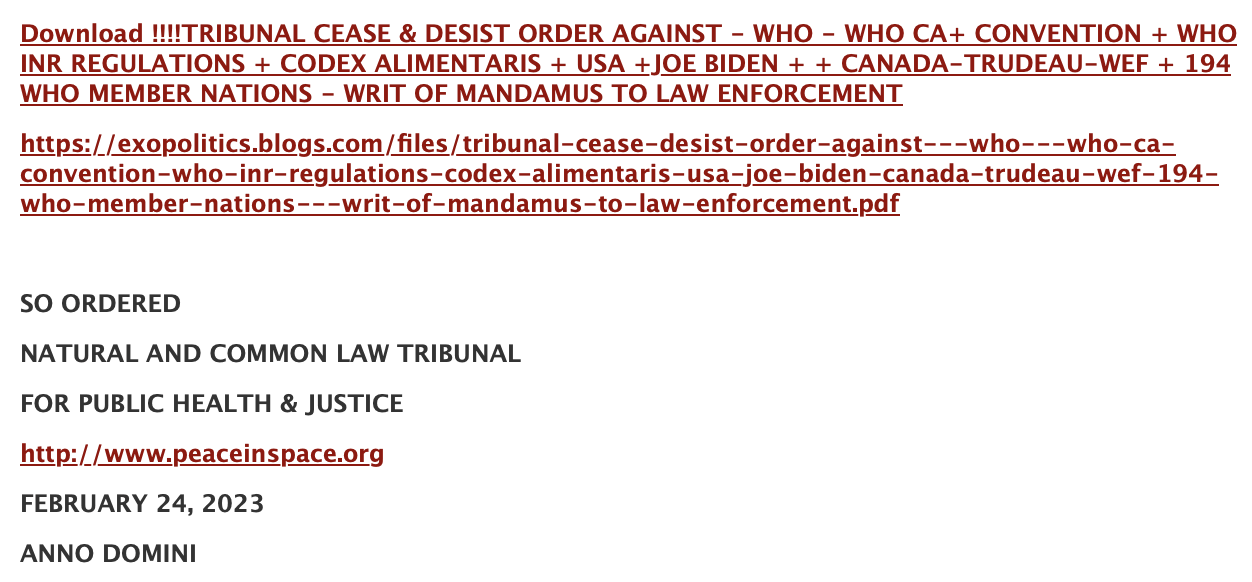 Download !!!!TRIBUNAL CEASE & DESIST ORDER AGAINST - WHO - WHO CA+ CONVENTION + WHO
INR REGULATIONS + CODEX ALIMENTARIS + USA +JOE BIDEN + + CANADA-TRUDEAU-WEF + 194
WHO MEMBER NATIONS - WRIT OF MANDAMUS TO LAW ENFORCEMENT
https://exopolitics.blogs.com/files/tribunal-cease-desist-order-against---who---who-ca-
convention-who-inr-regulations-codex-alimentaris-usa-joe-biden-canada-trudeau-wef-194-
who-member-nations---writ-of-mandamus-to-law-enforcement.pdf
SO ORDERED
NATURAL AND COMMON LAW TRIBUNAL
FOR PUBLIC HEALTH & JUSTICE
http://www.peaceinspace.org
FEBRUARY 24, 2023
ANNO DOMINI